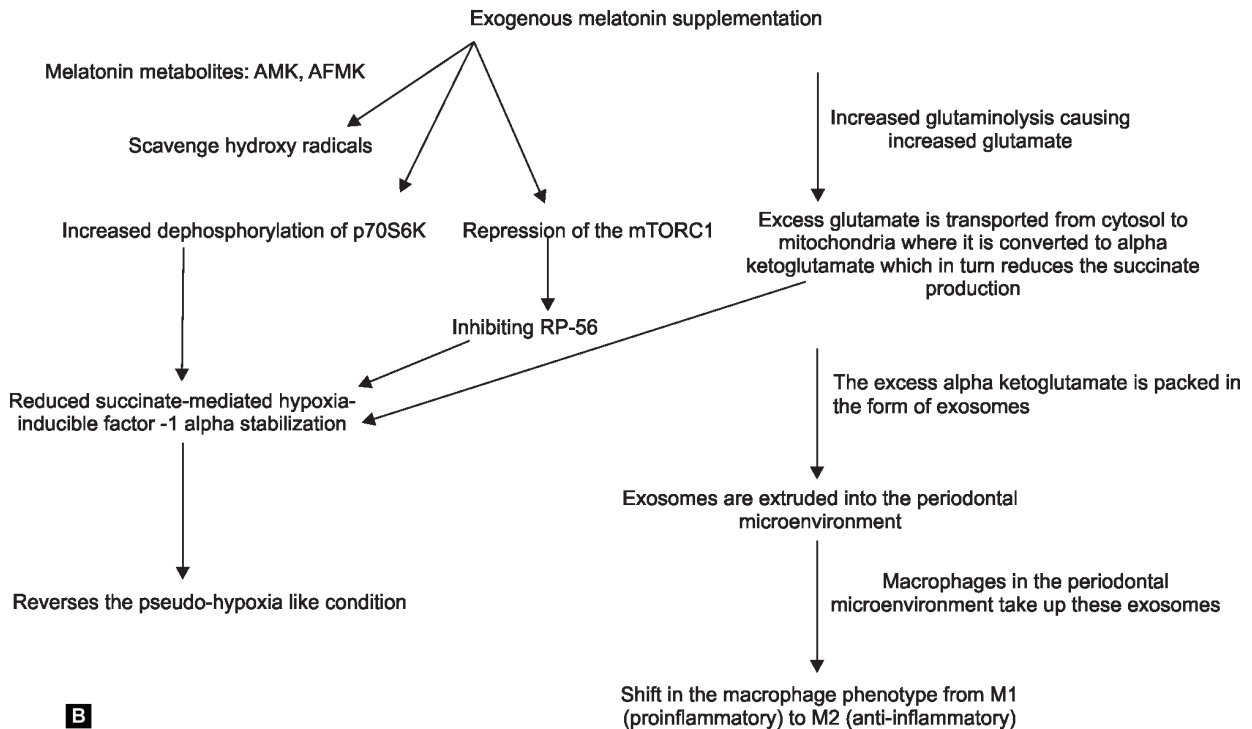 Exogenous melatonin supplementation
Melatonin metabolites: AMK, AFMK
Scavenge hydroxy radicals
Increased dephosphorylation of p70S6K
Repression of the mTORC1
Inhibiting RP-56
Reduced succinate-mediated hypoxia-
inducible factor -1 alpha stabilization
Reverses the pseudo-hypoxia like condition
Increased glutaminolysis causing
increased glutamate
Excess glutamate is transported from cytosol to
mitochondria where it is converted to alpha
ketoglutamate which in turn reduces the succinate
production
The excess alpha ketoglutamate is packed in
the form of exosomes
Exosomes are extruded into the periodontal
microenvironment
Macrophages in the periodontal
microenvironment take up these exosomes
Shift in the macrophage phenotype from M1
(proinflammatory) to M2 (anti-inflammatory)
B